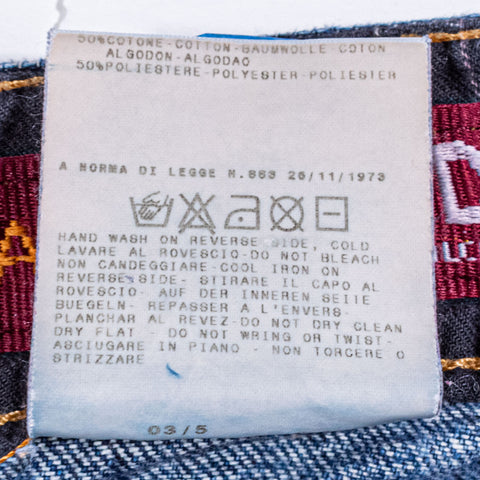 50%COTONE-COTTON-BAUMWOLLE COTON
ALGODON-ALGODAO
50%POLIESTERE-POLYESTER-POLIESTER
A NORMA DI LEGGE N.883 26/11/1973
HAND WASH ON REVERSE SIDE, COLD
LAVARE AL ROVESCIO-DO NOT BLEACH
NON CANDEGGIARE-COOL IRON ON
REVERSE SIDE- STIRARE IL CAPO AL
ROVESCIO- AUF DER INNEREN SEITE
BUEGELN- REPASSER A L'ENVERS-
PLANCHAR AL REVEZ-DO NOT DRY CLEAN
DRY FLAT - DO NOT WRING OR TWIST-
ASCIUGARE IN PIANO - NON TORCERE O
STRIZZARE
03/5